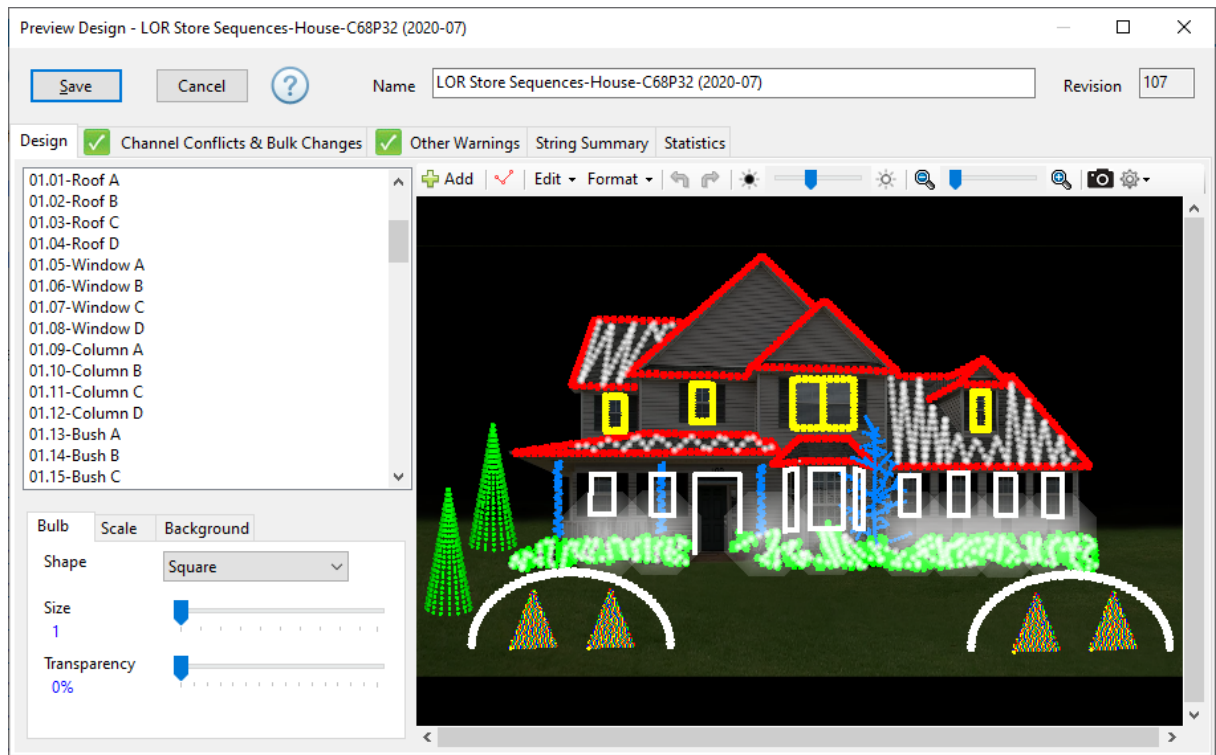 Preview Design - LOR Store Sequences-House-C68P32 (2020-07)
Save Cancel ? Name LOR Store Sequences-House-C68P32 (2020-07) Revision 107
Design Channel Conflicts & Bulk Changes Other Warnings String Summary Statistics
Add Edit Format
01.01-Roof A
01.02-Roof B
01.03-Roof C
01.04-Roof D
01.05-Window A
01.06-Window B
01.07-Window C
01.08-Window D
01.09-Column A
01.10-Column B
01.11-Column C
01.12-Column D
01.13-Bush A
01.14-Bush B
01.15-Bush C
Bulb Scale Background
Shape Square
Size
1
Transparency
0%